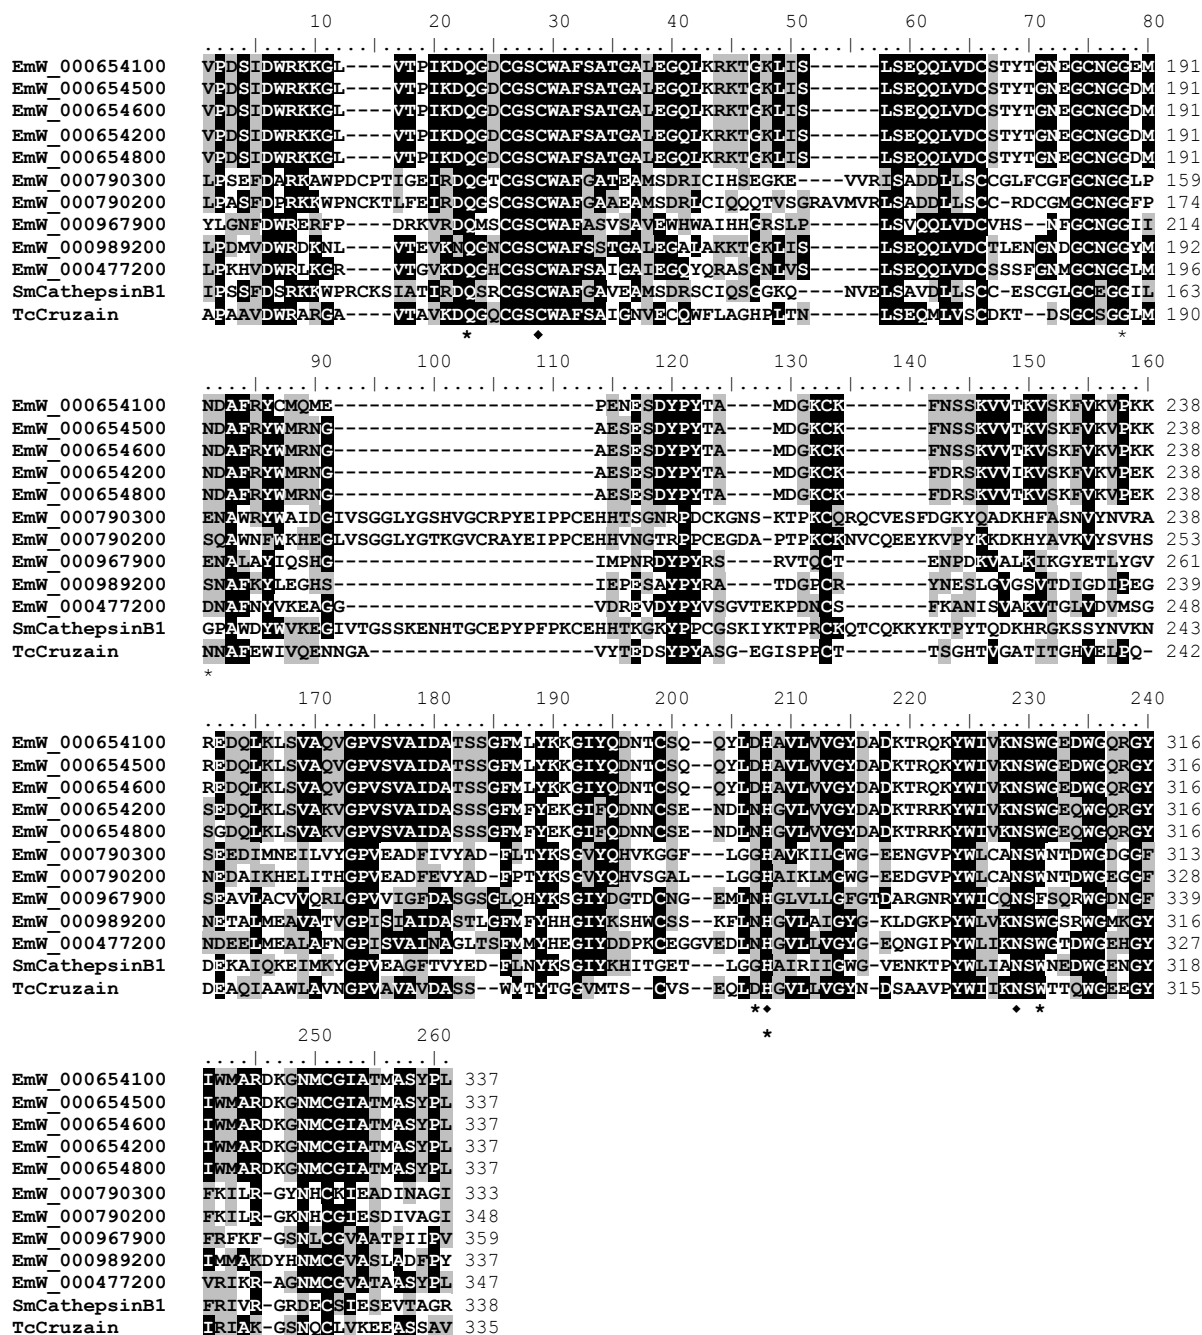 10 20 30 40 50 60 70 80
EmW_000654100 VPDSIDWRKKGL----VTPIKDQGDCGSCWAFSATGALEGQLKRKTGKLIS------LSEQQLVDCSTYTGNEGCNGGEM 191
EmW_000654500 VPDSIDWRKKGL----VTPIKDQGDCGSCWAFSATGALEGQLKRKTGKLIS------LSEQQLVDCSTYTGNEGCNGGDM 191
EmW_000654600 VPDSIDWRKKGL----VTPIKDQGDCGSCWAFSATGALEGQLKRKTGKLIS------LSEQQLVDCSTYTGNEGCNGGDM 191
EmW_000654200 VPDSIDWRKKGL----VTPIKDQGDCGSCWAFSATGALEGQLKRKTGKLIS------LSEQQLVDCSTYTGNEGCNGGDM 191
EmW_000654800 VPDSIDWRKKGL----VTPIKDQGDCGSCWAFSATGALEGQLKRKTGKLIS------LSEQQLVDCSTYTGNEGCNGGDM 191
EmW_000790300 LPSEFDARKAWPDCPTIGEIRDQGTCGSCWAFGATEAMSDRICIHSEGKE---VVRISADDLLSCCGLFCGFGCNGGLP 159
EmW_000790200 LPASFDPRKKWPNCKTLFEIRDQGSCGSCWAFGAAEAMSDRLCIQQQTVSGRAVMVRLSADDLLSCC-RDCGMGCNGGFP 174
EmW_000967900 YLGNFDWRERFP----DRKVRDQMSCGSCWAFASVSAVEWHWAIHHGRSLP------LSVQQLVDCVHS--NFGCNGGII 214
EmW_000989200 LPDMVDWRDKNL----VTEVKNQGNCGSCWAFSSTGALEGALAKKTGKLIS------LSEQQLVDCTLENGNDGCNGYM 192
EmW_000477200 LPKHVDWRLKGR----VTGVKDQGHCGSCWAFSAIGAIEGQYQRASGNLVS------LSEQQLVDCSSSFGNMGCNGGLM 196
SmCathepsinB1 IPSSFDSRKKWPRCKSIATIRDQSRCGSCWAFGAVEAMSDRSCIQSGGKQ----NVELSAVDLLSCC-ESCGLGCEGGIL 163
TcCruzain APAAVDWRARGA----VTAVKDQGQCGSCWAFSAIGNVECQWFLAGHPLTN------LSEQMLVSCDKT--DSGCSGGLM 190
* ◆ *
90 100 110 120 130 140 150 160
EmW_000654100 NDAFRYCMQME----------------------PENESDYPYTA----MDGKCK-------FNSSKVVTKVSKFVKVPKK 238
EmW_000654500 NDAFRYWMRNG----------------------AESESDYPYTA----MDGKCK-------FNSSKVVTKVSKFVKVPKK 238
EmW_000654600 NDAFRYWMRNG----------------------AESESDYPYTA----MDGKCK-------FNSSKVVTKVSKFVKVPKK 238
EmW_000654200 NDAFRYWMRNG----------------------AESESDYPYTA----MDGKCK-------FDRSKVVIKVSKFVKVPEK 238
EmW_000654800 NDAFRYWMRNG----------------------AESESDYPYTA----MDGKCK-------FDRSKVVTKVSKFVKVPEK 238
EmW_000790300 ENAWRYWAIDGIVSGGLYGSHVGCRPYEIPPCEHHTSGNRPDCKGNS-KTPKCQRQCVESFDGKYQADKHFASNVYNVRA 238
EmW_000790200 SQAWNFWKHEGLVSGGLYGTKGVCRAYEIPPCEHHVNGTRPPCEGDA-PTPKCKNVCQEEYKVPYKKDKHYAVKVYSVHS 253
EmW_000967900 ENALAYIQSHG----------------------IMPNRDYPYRS----RVTQCT-------ENPDKVALKIKGYETLYGV 261
EmW_000989200 SNAFKYLEGHS----------------------IEPESAYPYRA----TDGPCR-------YNESLGVGSVTDIGDIPEG 239
EmW_000477200 DNAFNYVKEAGG---------------------VDREVDYPYVSGVTEKPDNCS-------FKANISVAKVTGLVDVMSG 248
SmCathepsinB1 GPAWDYWVKEGIVTGSSKENHTGCEPYPFPKCEHHTKGKYPPCGSKIYKTPRCKQTCQKKYKTPYTQDKHRGKSSYNVKN 243
TcCruzain NNAFEWIVQENNGA-------------------VYTEDSYPYASG-EGISPPCT-------TSGHTVGATITGHVELPQ- 242
*
170 180 190 200 210 220 230 240
EmW_000654100 REDQLKLSVAQVGPVSVAIDATSSGFMLYKKGIYQDNTCSQ--QYLDHAVLVVGYDADKTRQKYWIVKNSWGEDWGQRGY 316
EmW_000654500 REDQLKLSVAQVGPVSVAIDATSSGFMLYKKGIYQDNTCSQ--QYLDHAVLVVGYDADKTRQKYWIVKNSWGEDWGQRGY 316
EmW_000654600 REDQLKLSVAQVGPVSVAIDATSSGFMLYKKGIYQDNTCSQ--QYLDHAVLVVGYDADKTRQKYWIVKNSWGEDWGQRGY 316
EmW_000654200 SEDQLKLSVAKVGPVSVAIDASSSGFMFYEKGIFQDNNCSE--NDLNHGVLVVGYDADKTRRKYWIVKNSWGEQWGQRGY 316
EmW_000654800 SGDQLKLSVAKVGPVSVAIDASSSGFMFYEKGIFQDNNCSE--NDLNHGVLVVGYDADKTRRKYWIVKNSWGEDWGQRGY 316
EmW_000790300 SEEDIMNEILVYGPVEADFIVYAD-FLTYKSGVYQHVKGGF---LGGHAVKILGWG-EENGVPYWLCANSWNTDWGDGGF 313
EmW_000790200 NEDAIKHELITHGPVEADFEVYAD-FPTYKSGVYQHVSGAL---LGGHAIKLMGWG-EEDGVPYWLCANSWNTDWGEGGF 328
EmW_000967900 SEAVLACVVQRLGPVVIGFDASGSGLQHYKSGIYDGTDCNG--EMLNHGLVLLGFGTDARGNRYWICQNSFSQRWGDNGF 339
EmW_000989200 NETALMEAVATVGPISIAIDASTLGFMFYHHGIYKSHWCSS--KFLNHGVLAIGYG-KLDGKPYWLVKNSWGSRWGMKGY 316
EmW_000477200 NDEELMEALAFNGPISVAINAGLTSFMMYHEGIYDDPKCEGGVEDLNHGVLLVGYG-EQNGIPYWLIKNSWGTDWGEHGY 327
SmCathepsinB1 DEKAIQKEIMKYGPVEAGFTVYED-FLNYKSGIYKHITGET---LGGHAIRIIGWG-VENKTPYWLIANSWNEDWGENGY 318
TcCruzain DEAQIAAWLAVNGPVAVAVDASS--WMTYTGGVMTS--CVS--EQLDHGVLLVGYN-DSAAVPYWIIKNSWTTQWGEEGY 315
* ◆ ◆ *
*
250 260
EmW_000654100 IWMARDKGNMCGIATMASYPL 337
EmW_000654500 IWMARDKGNMCGIATMASYPL 337
EmW_000654600 IWMARDKGNMCGIATMASYPL 337
EmW_000654200 IWMARDKGNMCGIATMASYPL 337
EmW_000654800 IWMARDKGNMCGIATMASYPL 337
EmW_000790300 FKILR-GYNHCKIEADINAGI 333
EmW_000790200 FKILR-GKNHCGIESDIVAGI 348
EmW_000967900 FRFKF-GSNLCGVAATPIIPV 359
EmW_000989200 IMMAKDYHNMCGVASLADFPY 337
EmW_000477200 VRIKR-AGNMCGVATAASYPL 347
SmCathepsinB1 FRIVR-GRDECSIESEVTAGR 338
TcCruzain IRIAK-GSNQCLVKEEASSAV 335